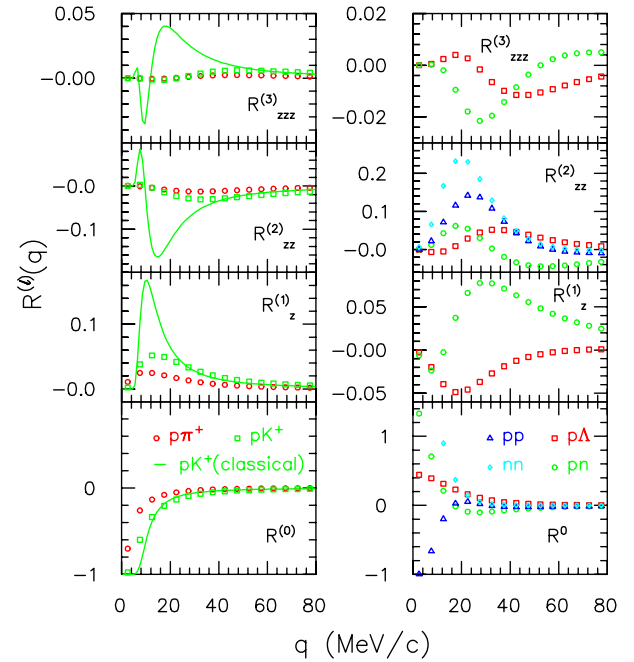 0.04
-0.00
R⁽³⁾zzz
-0.0
-0.1
R⁽²⁾zz
0.1
-0.0
R⁽¹⁾z
pπ⁺ pK⁺
pK⁺(classical)
0
-1
R⁽⁰⁾
0 20 40 60 80
0.02
0.00
-0.02
R⁽³⁾zzz
0.2
0.1
-0.0
R⁽²⁾zz
0.05
-0.00
-0.05
R⁽¹⁾z
pp pΛ
nn pn
1
0
-1
R⁰
0 20 40 60 80
R⁽ℓ⁾(q)
q (MeV/c)